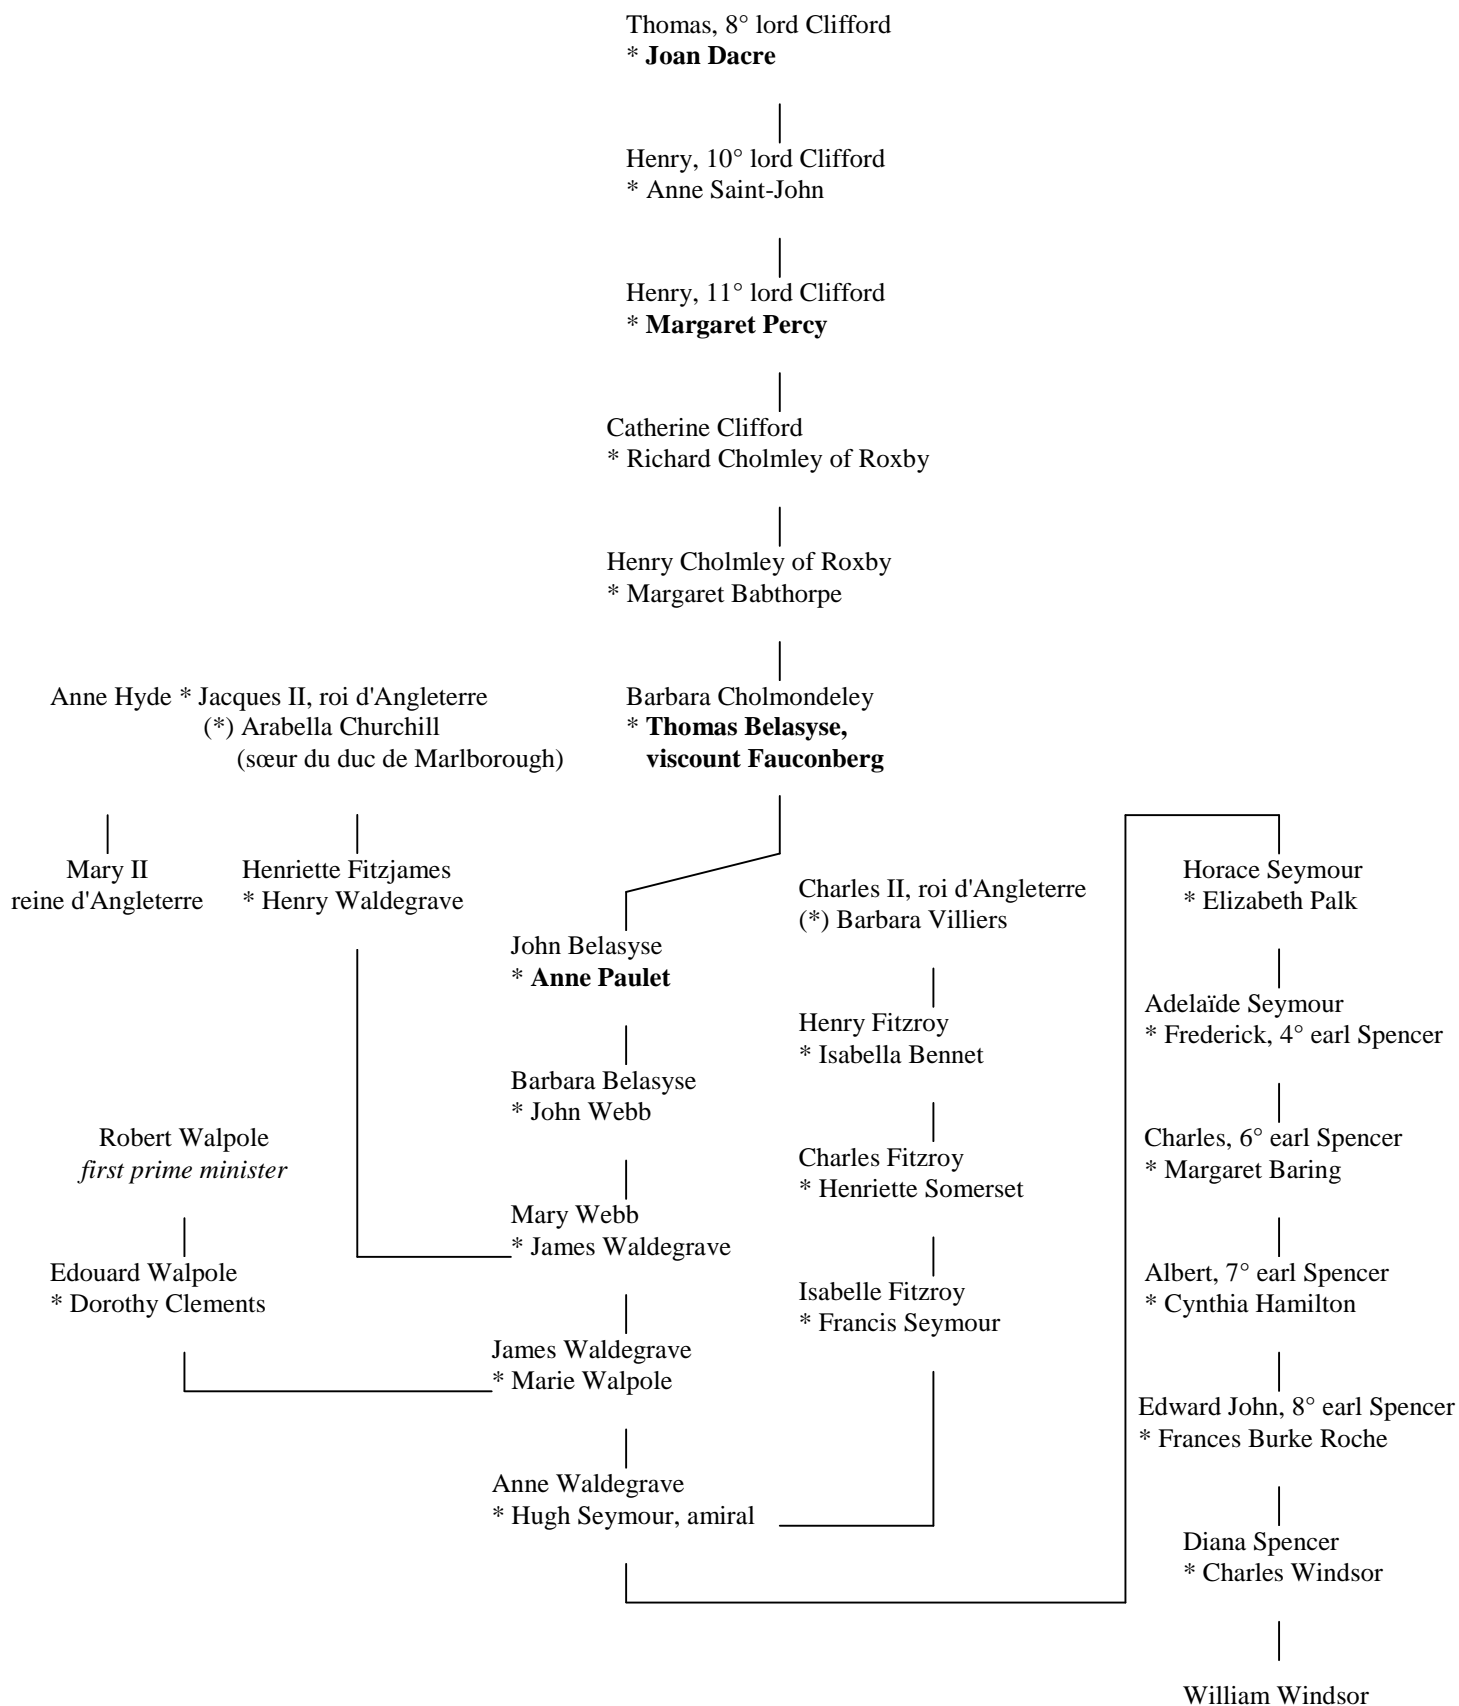 Thomas, 8° lord Clifford
* Joan Dacre
Henry, 10° lord Clifford
* Anne Saint-John
Henry, 11° lord Clifford
* Margaret Percy
Catherine Clifford
* Richard Cholmley of Roxby
Henry Cholmley of Roxby
* Margaret Babthorpe
Anne Hyde * Jacques II, roi d'Angleterre
(*) Arabella Churchill
(sœur du duc de Marlborough)
Barbara Cholmondeley
* Thomas Belasyse,
viscount Fauconberg
Mary II
reine d'Angleterre
Henriette Fitzjames
* Henry Waldegrave
John Belasyse
* Anne Paulet
Barbara Belasyse
* John Webb
Robert Walpole
first prime minister
Mary Webb
* James Waldegrave
Edouard Walpole
* Dorothy Clements
James Waldegrave
* Marie Walpole
Anne Waldegrave
* Hugh Seymour, amiral
Charles II, roi d'Angleterre
(*) Barbara Villiers
Henry Fitzroy
* Isabella Bennet
Charles Fitzroy
* Henriette Somerset
Isabelle Fitzroy
* Francis Seymour
Horace Seymour
* Elizabeth Palk
Adelaïde Seymour
* Frederick, 4° earl Spencer
Charles, 6° earl Spencer
* Margaret Baring
Albert, 7° earl Spencer
* Cynthia Hamilton
Edward John, 8° earl Spencer
* Frances Burke Roche
Diana Spencer
* Charles Windsor
William Windsor